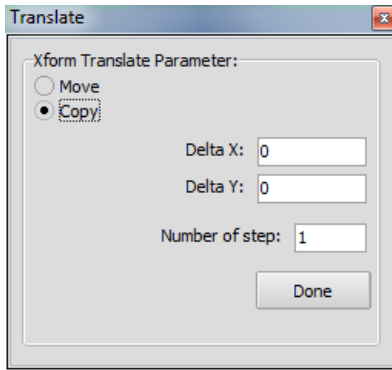 Translate
Xform Translate Parameter:
Move
Copy
Delta X: 0
Delta Y: 0
Number of step: 1
Done